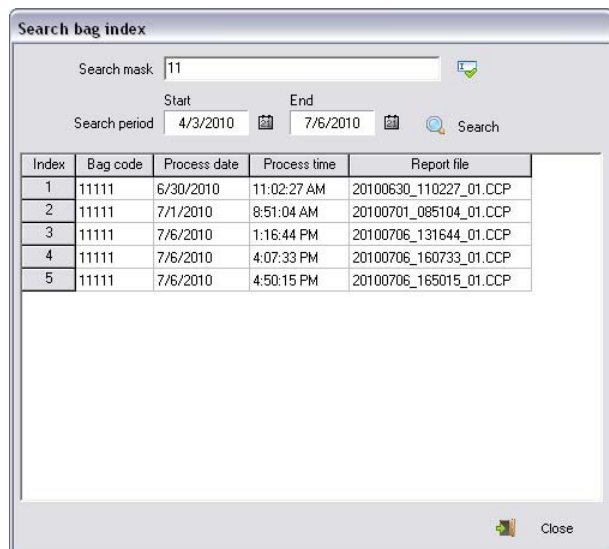 Search bag index
Search mask 11
Start End
Search period 4/3/2010 7/6/2010 Search
Index Bag code Process date Process time Report file
1 11111 6/30/2010 11:02:27 AM 20100630_110227_01.CCP
2 11111 7/1/2010 8:51:04 AM 20100701_085104_01.CCP
3 11111 7/6/2010 1:16:44 PM 20100706_131644_01.CCP
4 11111 7/6/2010 4:07:33 PM 20100706_160733_01.CCP
5 11111 7/6/2010 4:50:15 PM 20100706_165015_01.CCP
Close